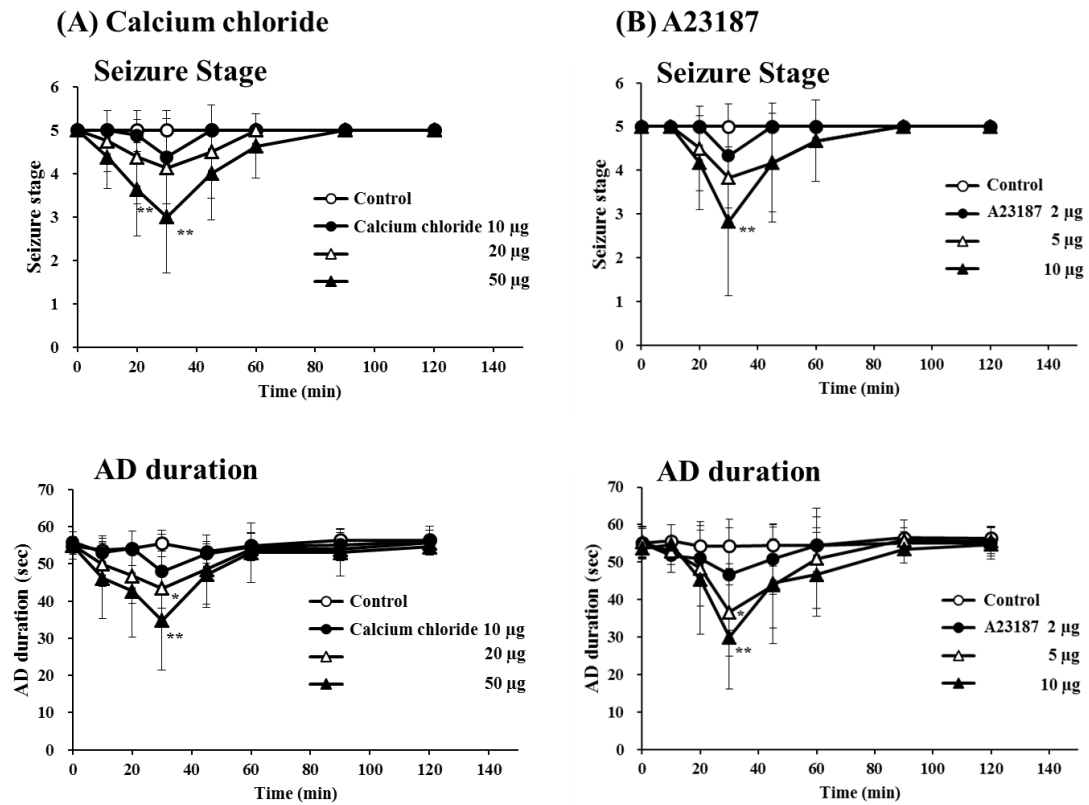 (A) Calcium chloride
Seizure Stage
6
5
4
3
2
1
0
Seizure stage
0 20 40 60 80 100 120 140
Time (min)
**
**
Control
Calcium chloride 10 µg
20 µg
50 µg
(B) A23187
Seizure Stage
6
5
4
3
2
1
0
Seizure stage
0 20 40 60 80 100 120 140
Time (min)
**
Control
A23187 2 µg
5 µg
10 µg
AD duration
70
60
50
40
30
20
10
0
AD duration (sec)
0 20 40 60 80 100 120 140
Time (min)
*
**
Control
Calcium chloride 10 µg
20 µg
50 µg
AD duration
70
60
50
40
30
20
10
0
AD duration (sec)
0 20 40 60 80 100 120 140
Time (min)
*
**
Control
A23187 2 µg
5 µg
10 µg